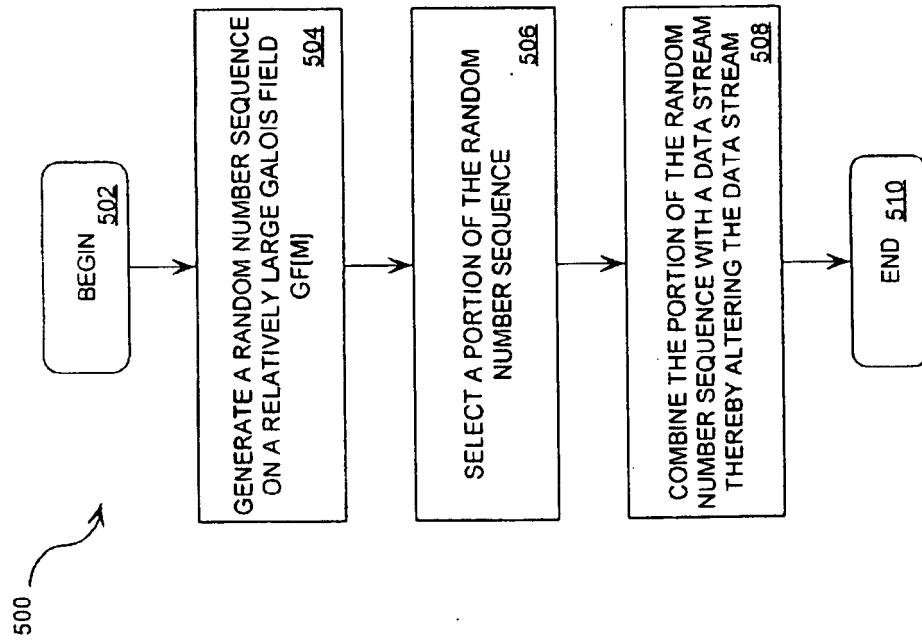 500
BEGIN
502
GENERATE A RANDOM NUMBER SEQUENCE
ON A RELATIVELY LARGE GALOIS FIELD
GF[M]
504
SELECT A PORTION OF THE RANDOM
NUMBER SEQUENCE
506
COMBINE THE PORTION OF THE RANDOM
NUMBER SEQUENCE WITH A DATA STREAM
THEREBY ALTERING THE DATA STREAM
508
END 510